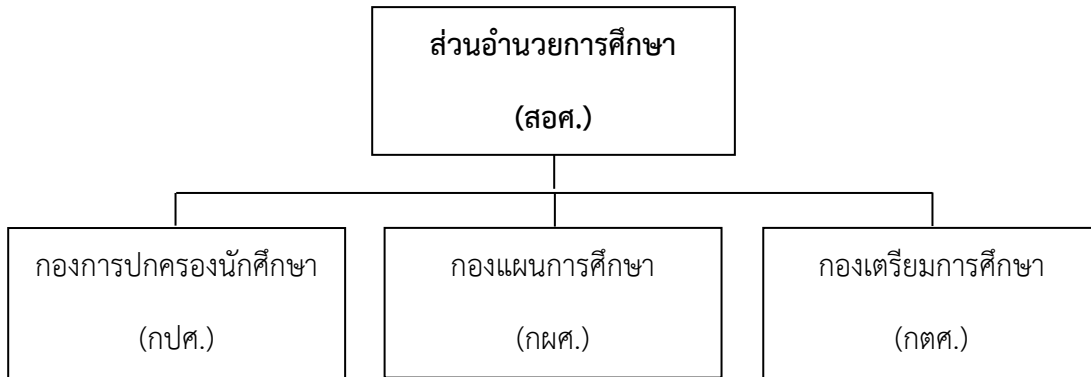 ส่วนอำนวยการศึกษา
(สอศ.)
กองการปกครองนักศึกษา
(กปศ.)
กองแผนการศึกษา
(กผศ.)
กองเตรียมการศึกษา
(กตศ.)